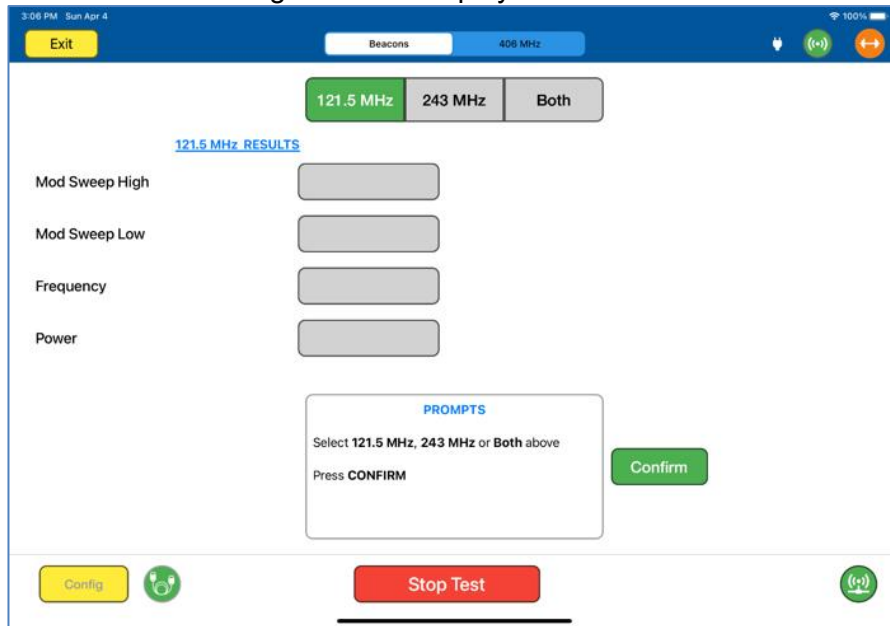 3:06 PM Sun Apr 4
100%
Exit
Beacons
406 MHz
121.5 MHz
243 MHz
Both
121.5 MHz RESULTS
Mod Sweep High
Mod Sweep Low
Frequency
Power
PROMPTS
Select 121.5 MHz, 243 MHz or Both above
Press CONFIRM
Confirm
Config
Stop Test